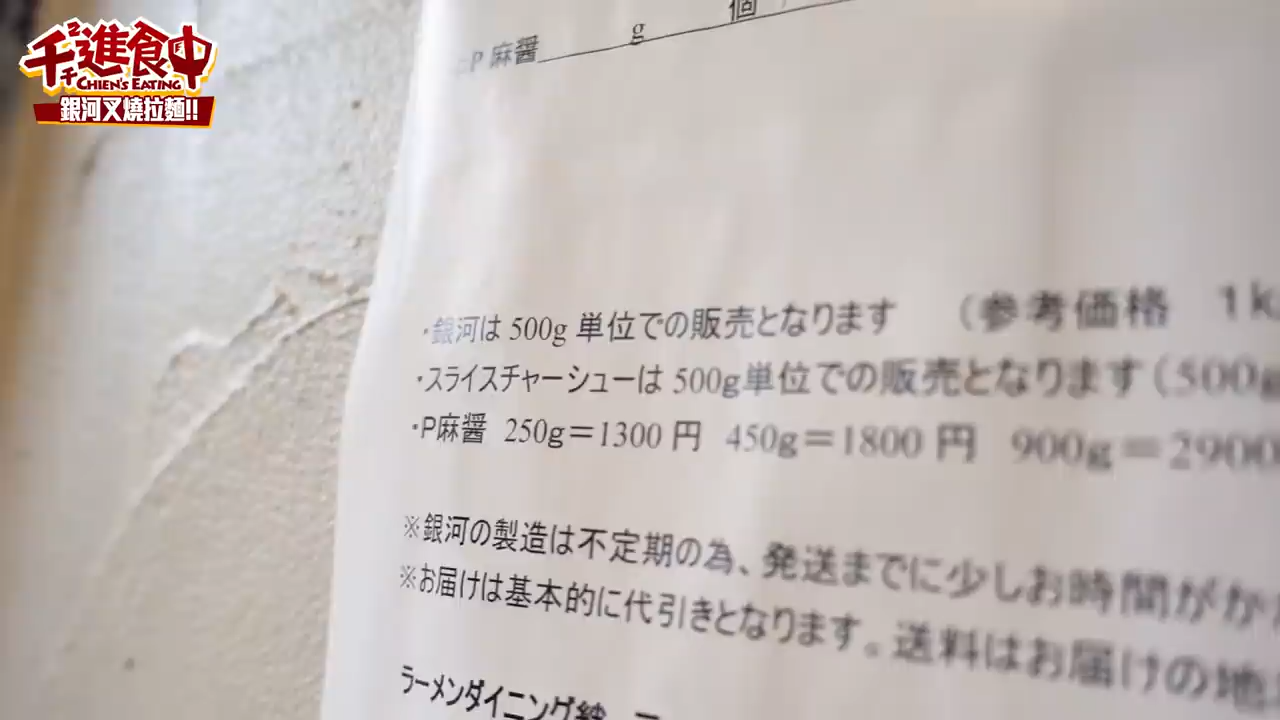 千千進食中
CHIEN'S EATING
銀河叉燒拉麵!!
個
P 麻醤 g
・銀河は 500g 単位での販売となります （参考価格 1k
・スライスチャーシューは 500g単位での販売となります（500g
・P麻醤 250g＝1300 円 450g＝1800 円 900g＝2900
※銀河の製造は不定期の為、発送までに少しお時間がか
※お届けは基本的に代引きとなります。送料はお届けの地
ラーメンダイニング絆